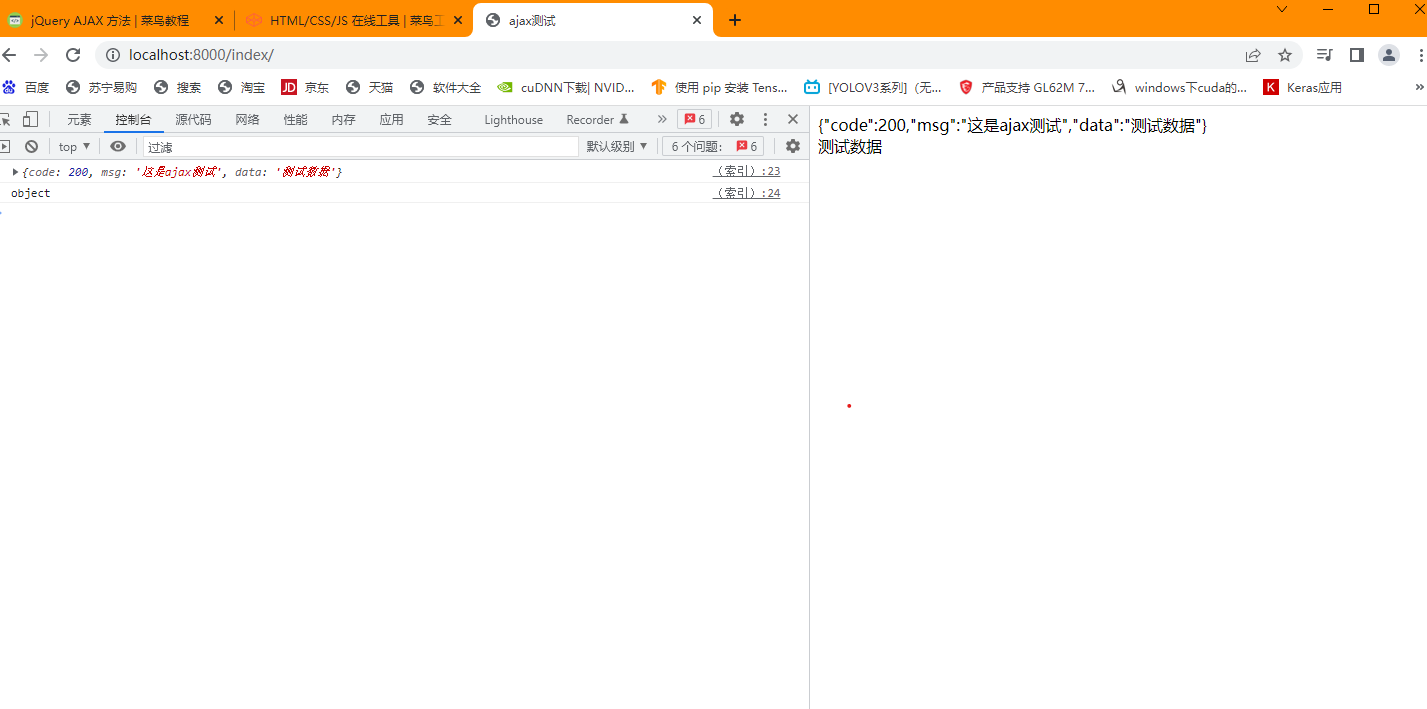 jQuery AJAX 方法 | 菜鸟教程
HTML/CSS/JS 在线工具 | 菜鸟工
ajax测试
localhost:8000/index/
百度 苏宁易购 搜索 淘宝 JD 京东 天猫 软件大全 cuDNN下载| NVID... 使用 pip 安装 Tens... [YOLOV3系列]（无... 产品支持 GL62M 7... windows下cuda的... K Keras应用 »
元素 控制台 源代码 网络 性能 内存 应用 安全 Lighthouse Recorder » 6
top ▼ 过滤 默认级别 ▼ 6 个问题: 6
{code: 200, msg: '这是ajax测试', data: '测试数据'} （索引）:23
object （索引）:24
{"code":200,"msg":"这是ajax测试","data":"测试数据"}
测试数据